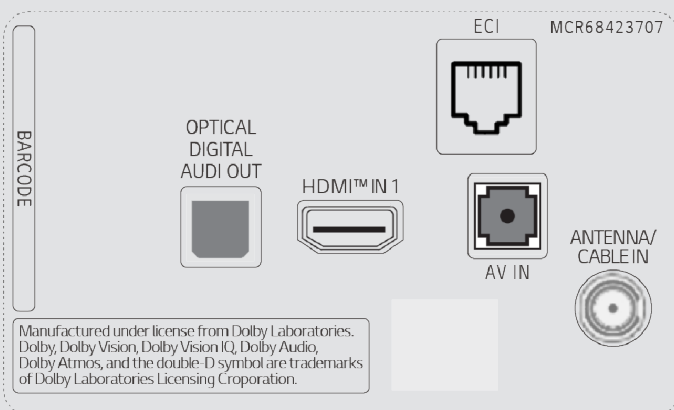 ECI
MCR68423707
BARCODE
OPTICAL
DIGITAL
AUDI OUT
HDMI™ IN 1
AV IN
ANTENNA/
CABLE IN
Manufactured under license from Dolby Laboratories.
Dolby, Dolby Vision, Dolby Vision IQ, Dolby Audio,
Dolby Atmos, and the double-D symbol are trademarks
of Dolby Laboratories Licensing Croporation.